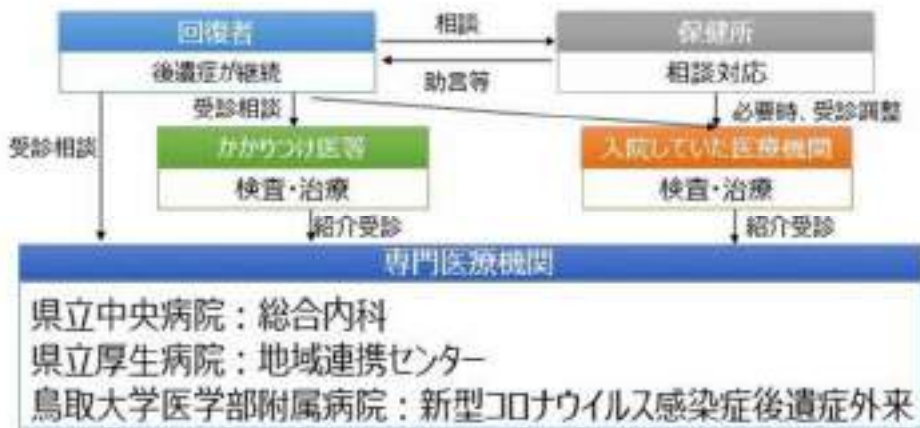 回復者
相談
保健所
後遺症が継続
助言等
相談対応
受診相談
必要時、受診調整
受診相談
かかりつけ医等
入院していた医療機関
検査・治療
検査・治療
紹介受診
紹介受診
専門医療機関
県立中央病院：総合内科
県立厚生病院：地域連携センター
鳥取大学医学部附属病院：新型コロナウイルス感染症後遺症外来